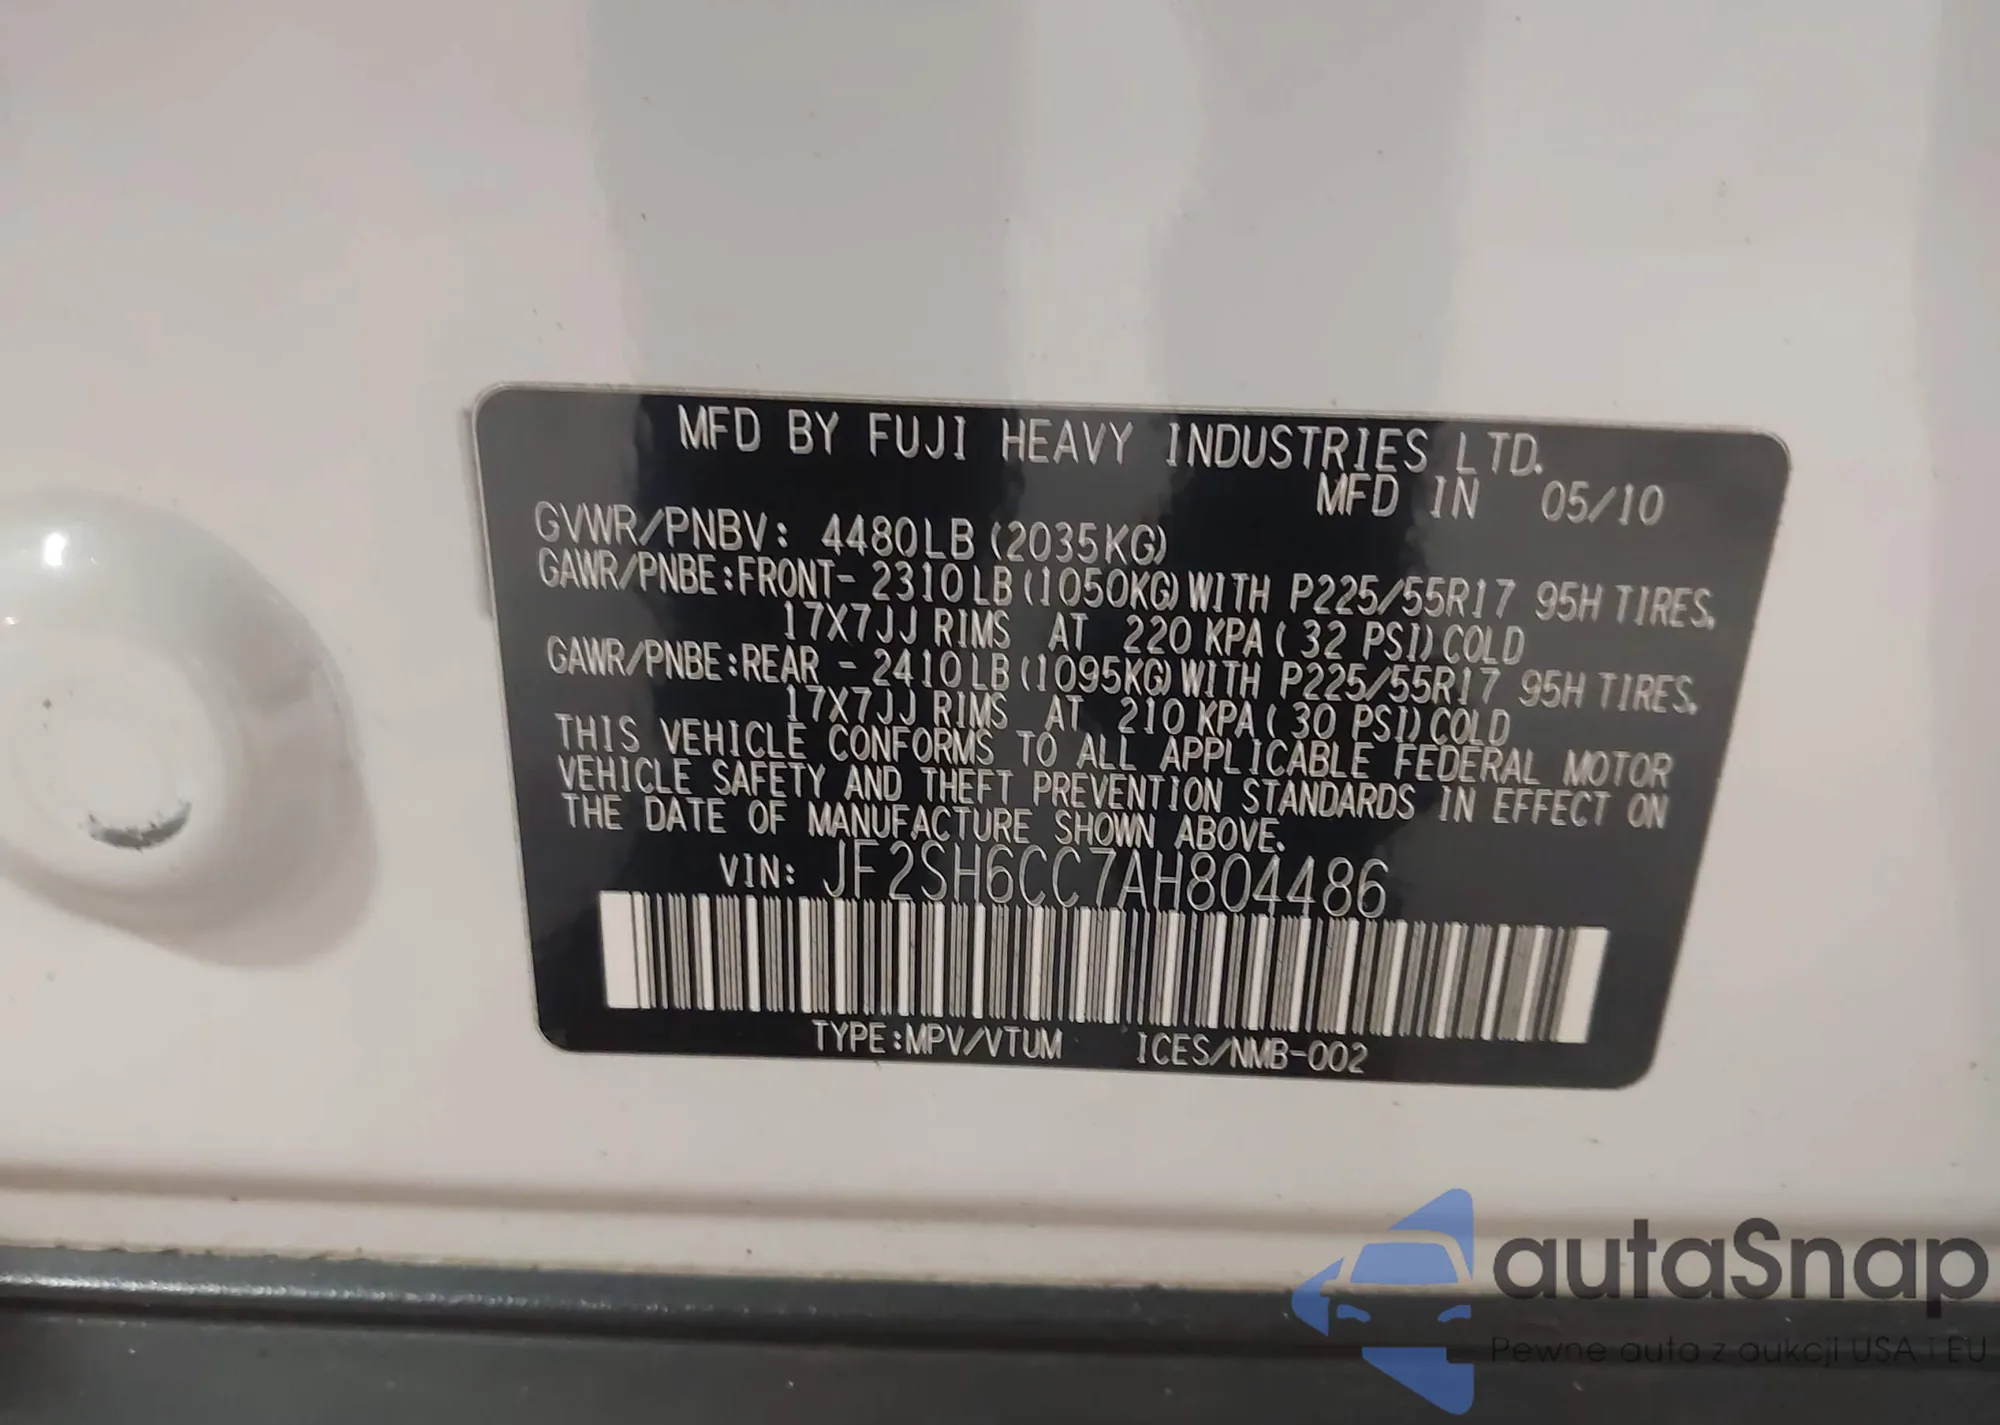 MFD BY FUJI HEAVY INDUSTRIES LTD.
MFD IN 05/10
GVWR/PNBV: 4480LB (2035KG)
GAWR/PNBE:FRONT- 2310LB (1050KG) WITH P225/55R17 95H TIRES,
17X7JJ RIMS AT 220 KPA ( 32 PSI) COLD
GAWR/PNBE:REAR - 2410LB (1095KG) WITH P225/55R17 95H TIRES,
17X7JJ RIMS AT 210 KPA ( 30 PSI) COLD
THIS VEHICLE CONFORMS TO ALL APPLICABLE FEDERAL MOTOR
VEHICLE SAFETY AND THEFT PREVENTION STANDARDS IN EFFECT ON
THE DATE OF MANUFACTURE SHOWN ABOVE.
VIN: JF2SH6CC7AH804486
TYPE:MPV/VTUM ICES/NMB-002
autaSnap
Pewne auto z aukcji USA i EU